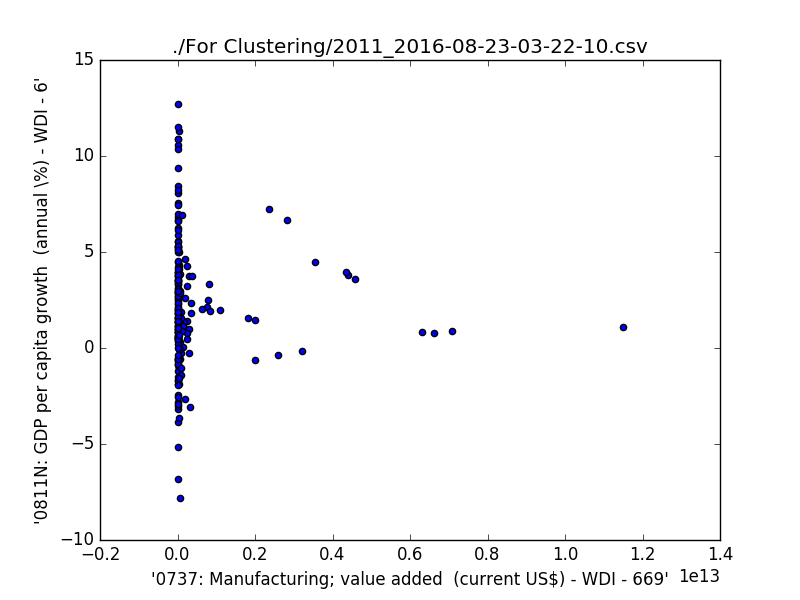 ./For Clustering/2011_2016-08-23-03-22-10.csv
15
10
5
0
−5
−10
'0811N: GDP per capita growth  (annual \%) - WDI - 6'
−0.2 0.0 0.2 0.4 0.6 0.8 1.0 1.2 1.4
'0737: Manufacturing; value added  (current US$) - WDI - 669' 1e13